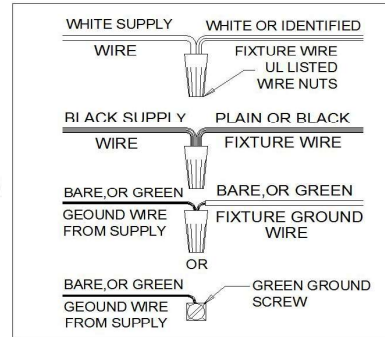 WHITE SUPPLY WHITE OR IDENTIFIED
WIRE FIXTURE WIRE
UL LISTED
WIRE NUTS
BLACK SUPPLY PLAIN OR BLACK
WIRE FIXTURE WIRE
BARE,OR GREEN BARE,OR GREEN
GEOUND WIRE FIXTURE GROUND
FROM SUPPLY WIRE
OR
BARE,OR GREEN GREEN GROUND
GEOUND WIRE SCREW
FROM SUPPLY